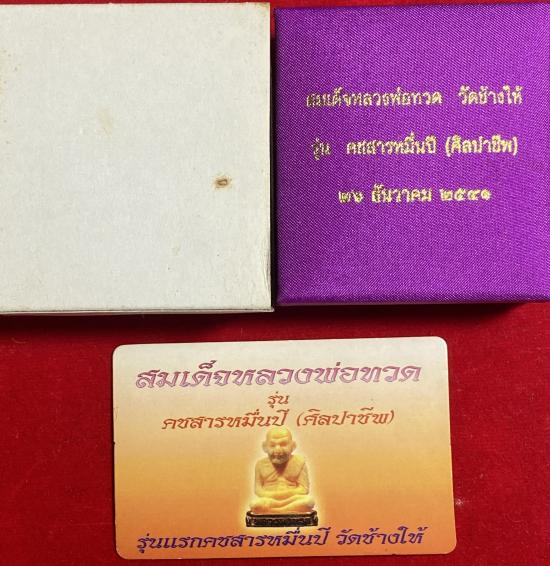 สมเด็จหลวงพ่อทวด วัดช้างให้
รุ่น คชสารหมื่นปี (ศิลปาชีพ)
๒๖ ธันวาคม ๒๕๔๑
สมเด็จหลวงพ่อทวด
รุ่น
คชสารหมื่นปี (ศิลปาชีพ)
รุ่นแรกคชสารหมื่นปี วัดช้างให้